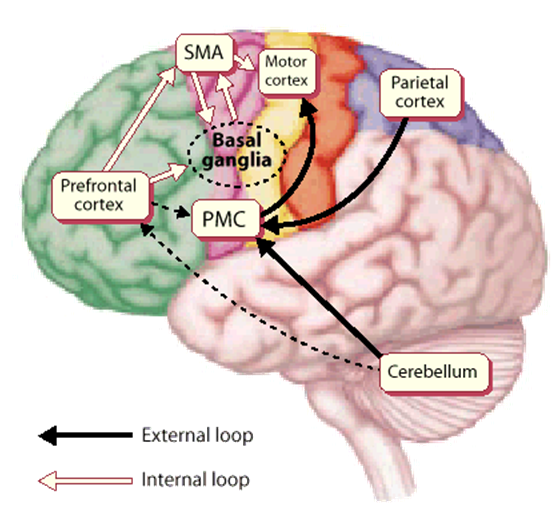 SMA
Motor
cortex
Parietal
cortex
Basal
ganglia
Prefrontal
cortex
PMC
Cerebellum
External loop
Internal loop